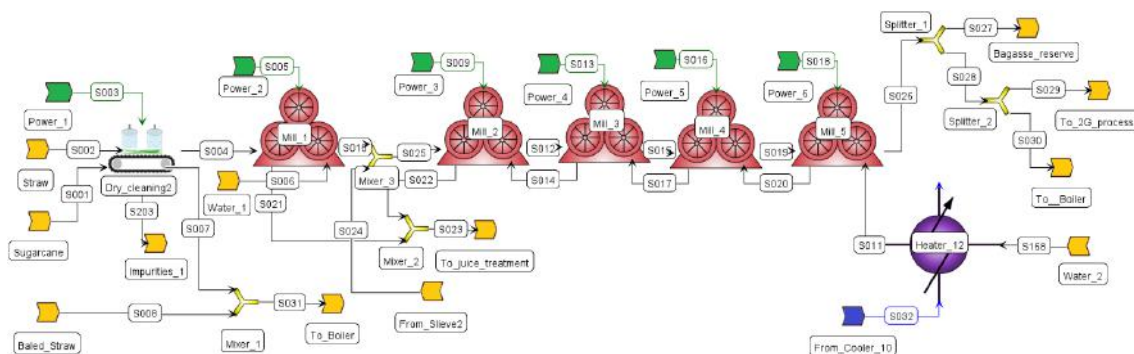 Splitter_1
S027
Bagasse_reserve
S005
S009
S013
S016
S018
S028
Power_2
Power_3
Power_4
Power_5
Power_6
S029
S003
S026
Splitter_2
To_2G_process
Power_1
Mill_1
Mill_2
Mill_3
Mill_4
Mill_5
S030
S002
S004
S025
S012
S019
Straw
S006
Mixer_3
S022
S014
S017
S020
To__Boiler
S001
Dry_cleaning2
Water_1
S021
S203
S007
S024
S023
S011
Heater_12
S168
Sugarcane
Impurities_1
Mixer_2
To_juice_treatment
Water_2
S008
S031
S032
Baled_Straw
Mixer_1
To_Boiler
From_Sieve2
From_Cooler_10